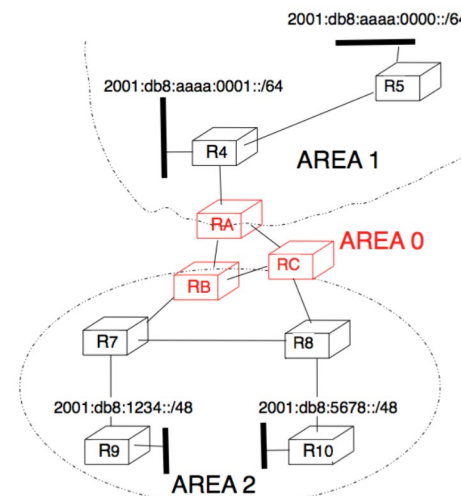 2001:db8:aaaa:0000::/64
R5
2001:db8:aaaa:0001::/64
R4
AREA 1
RA
AREA 0
RC
RB
R7
R8
2001:db8:1234::/48
2001:db8:5678::/48
R9
R10
AREA 2